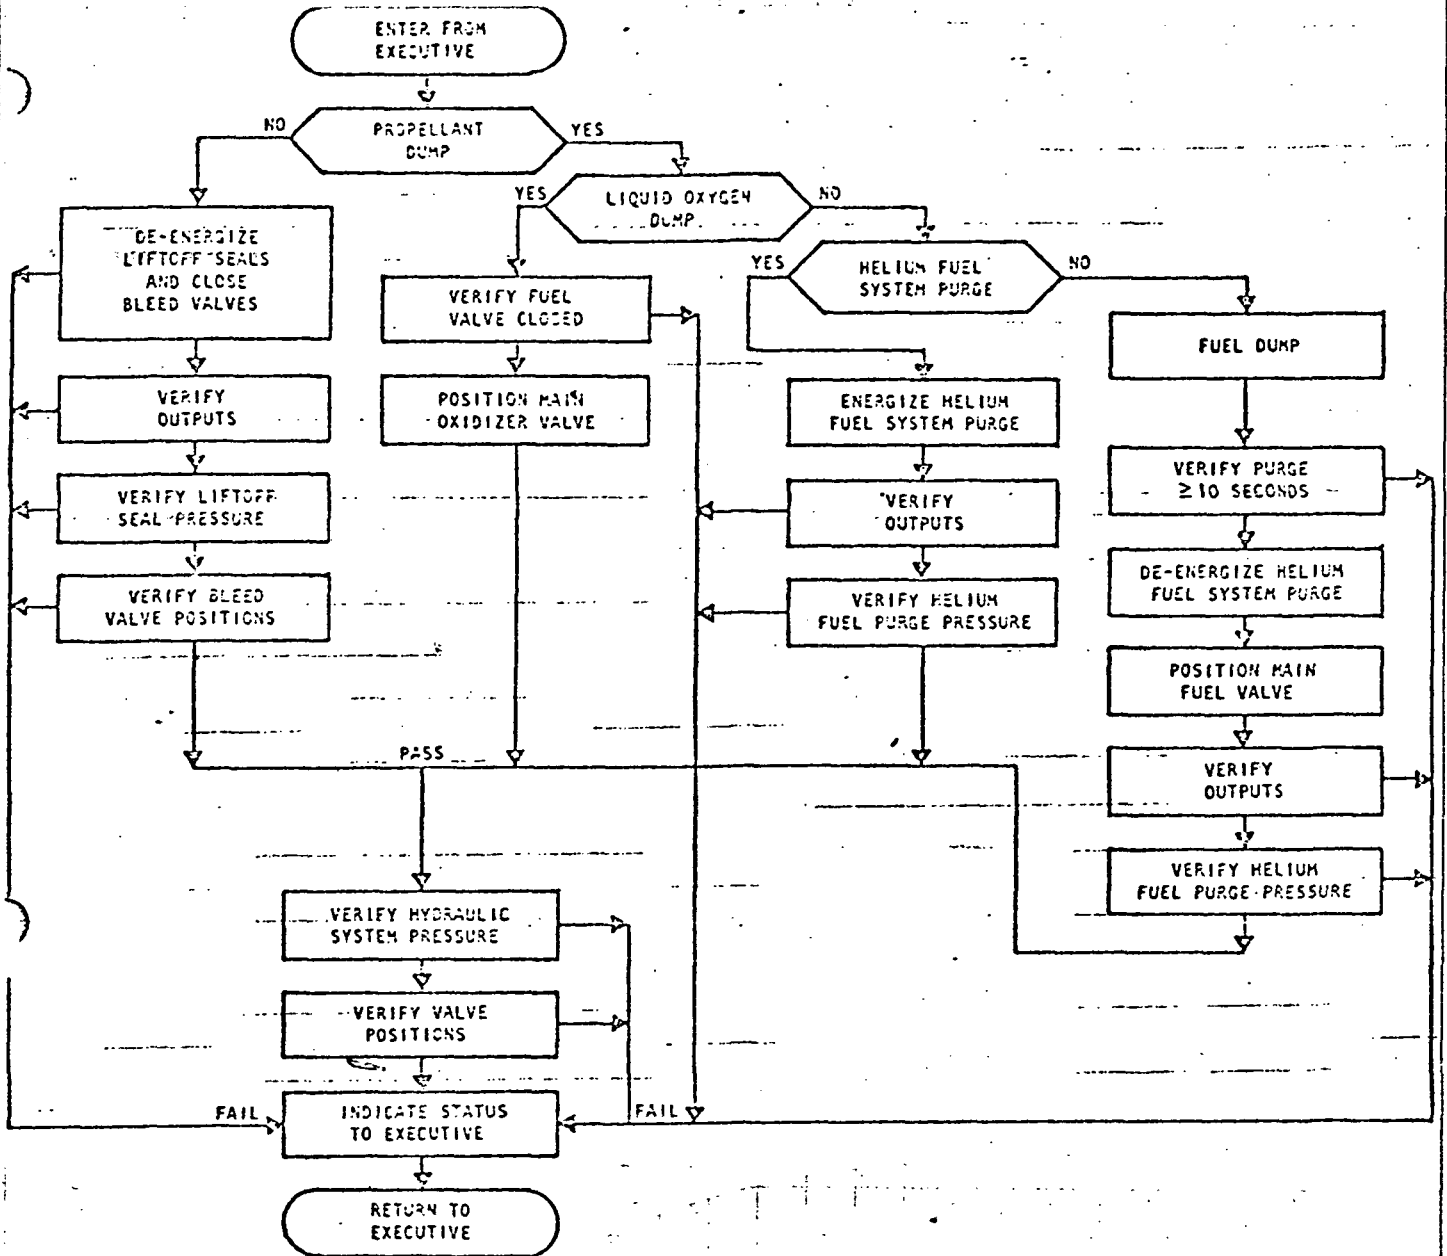 ENTER FROM
EXECUTIVE
PROPELLANT
DUMP
NO
YES
LIQUID OXYGEN
DUMP
YES
NO
HELIUM FUEL
SYSTEM PURGE
YES
NO
DE-ENERGIZE
LIFTOFF SEALS
AND CLOSE
BLEED VALVES
VERIFY
OUTPUTS
VERIFY LIFTOFF
SEAL PRESSURE
VERIFY BLEED
VALVE POSITIONS
VERIFY FUEL
VALVE CLOSED
POSITION MAIN
OXIDIZER VALVE
ENERGIZE HELIUM
FUEL SYSTEM PURGE
VERIFY
OUTPUTS
VERIFY HELIUM
FUEL PURGE PRESSURE
FUEL DUMP
VERIFY PURGE
≥10 SECONDS
DE-ENERGIZE HELIUM
FUEL SYSTEM PURGE
POSITION MAIN
FUEL VALVE
VERIFY
OUTPUTS
VERIFY HELIUM
FUEL PURGE PRESSURE
PASS
VERIFY HYDRAULIC
SYSTEM PRESSURE
VERIFY VALVE
POSITIONS
FAIL
INDICATE STATUS
TO EXECUTIVE
FAIL
RETURN TO
EXECUTIVE